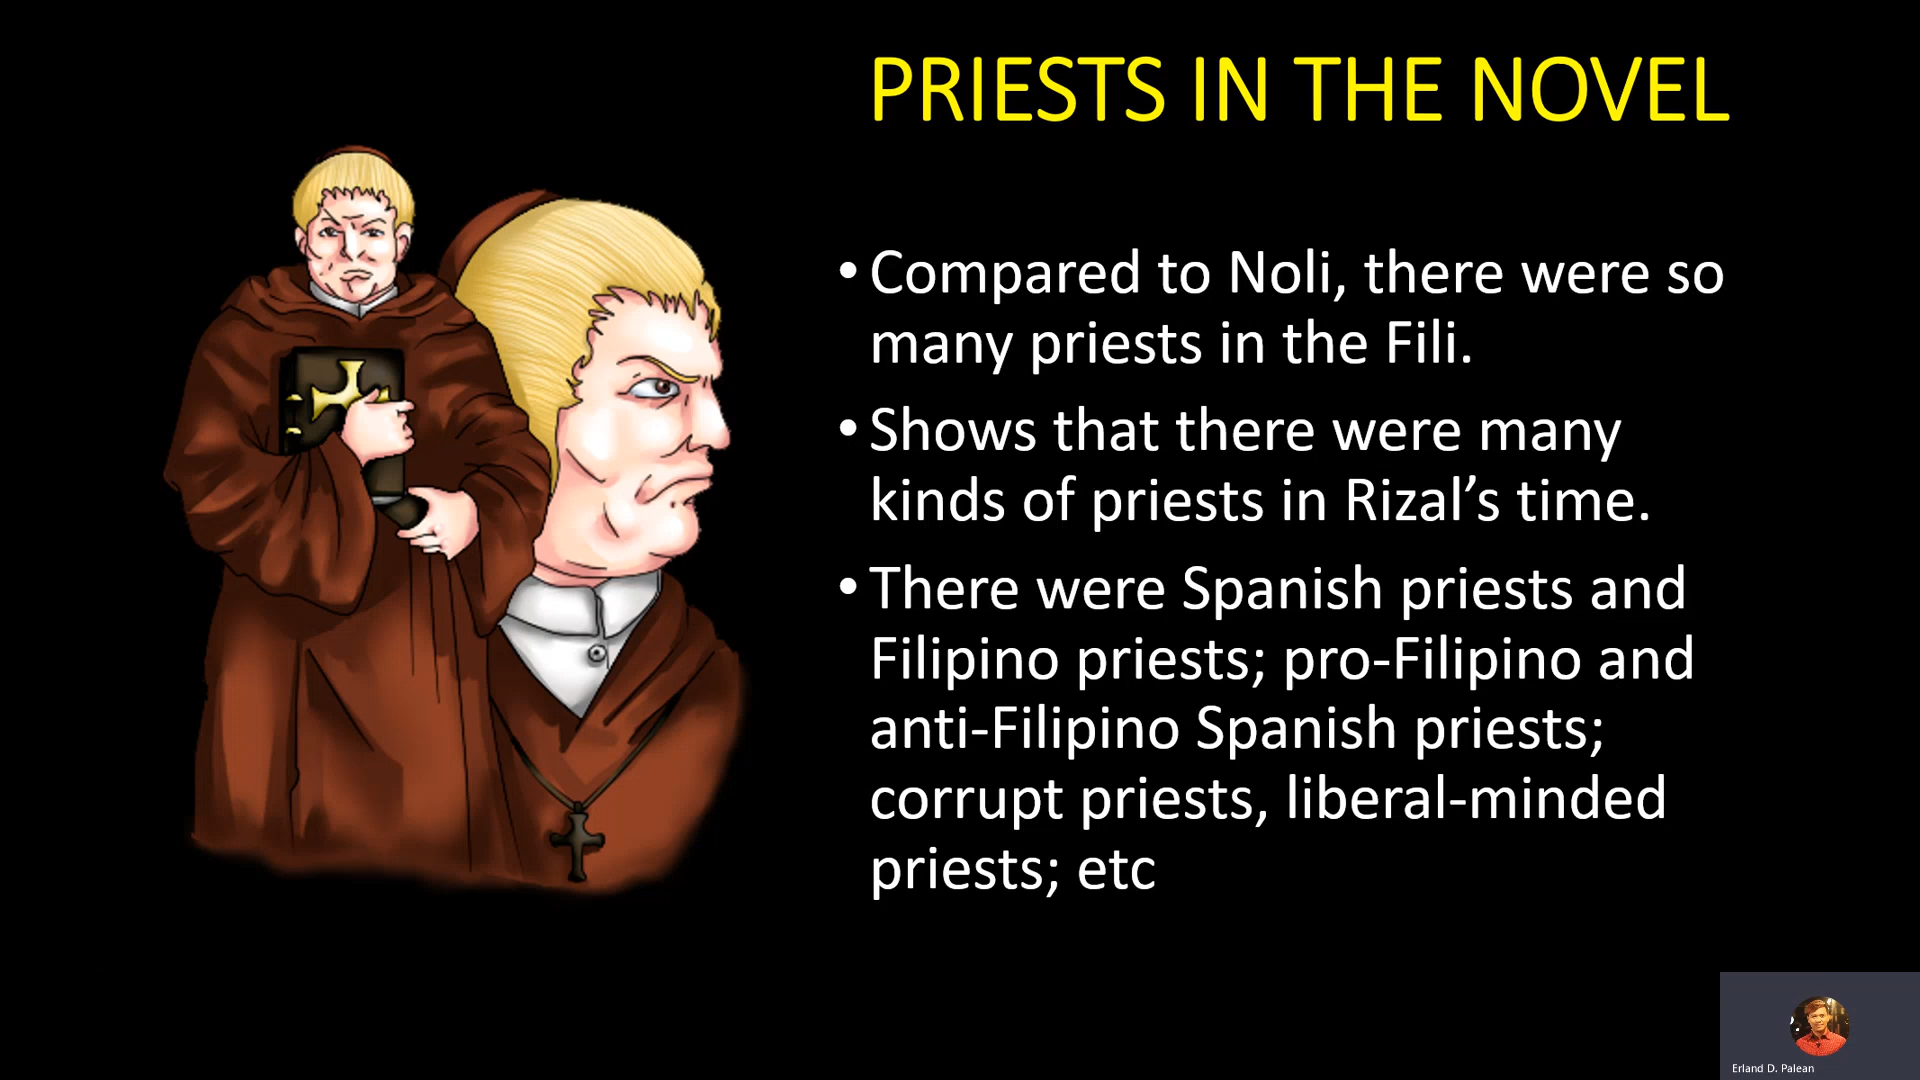 PRIESTS IN THE NOVEL
• Compared to Noli, there were so
many priests in the Fili.
• Shows that there were many
kinds of priests in Rizal’s time.
• There were Spanish priests and
Filipino priests; pro-Filipino and
anti-Filipino Spanish priests;
corrupt priests, liberal-minded
priests; etc
Erland D. Palean